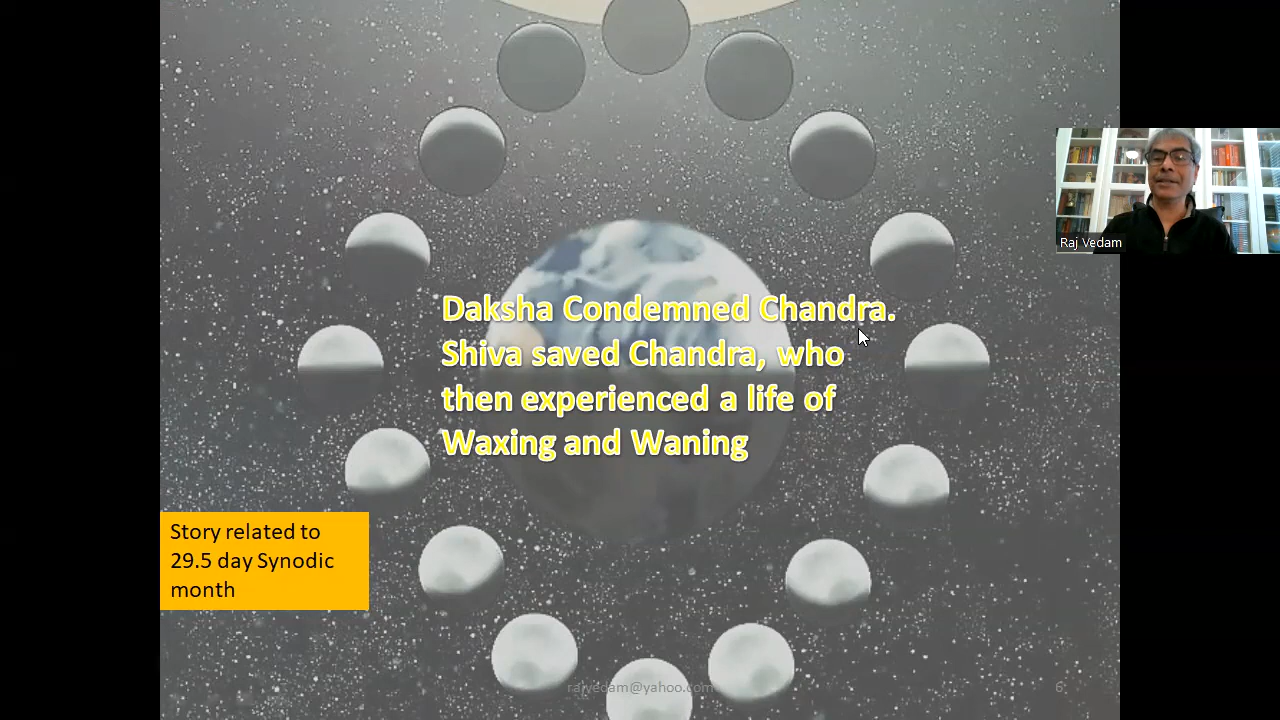 Daksha Condemned Chandra.
Shiva saved Chandra, who
then experienced a life of
Waxing and Waning
Raj Vedam
Story related to
29.5 day Synodic
month
rajvedam@yahoo.com
6